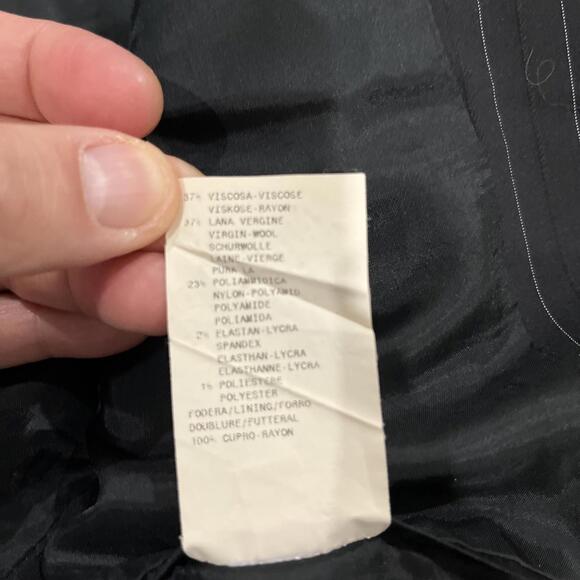 37% VISCOSA-VISCOSE
VISKOSE-RAYON
37% LANA VERGINE
VIRGIN-WOOL
SCHURWOLLE
LAINE-VIERGE
PURA LA
23% POLIAMMIDICA
NYLON-POLYAMID
POLYAMIDE
POLIAMIDA
2% ELASTAN-LYCRA
SPANDEX
ELASTHAN-LYCRA
ELASTHANNE-LYCRA
1% POLIESTERE
POLYESTER
FODERA/LINING/FORRO
DOUBLURE/FUTTERAL
100% CUPRO-RAYON